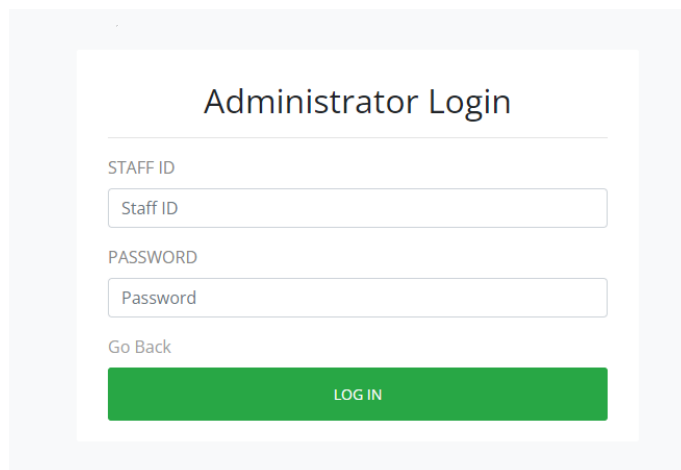 Administrator Login
STAFF ID
Staff ID
PASSWORD
Password
Go Back
LOG IN